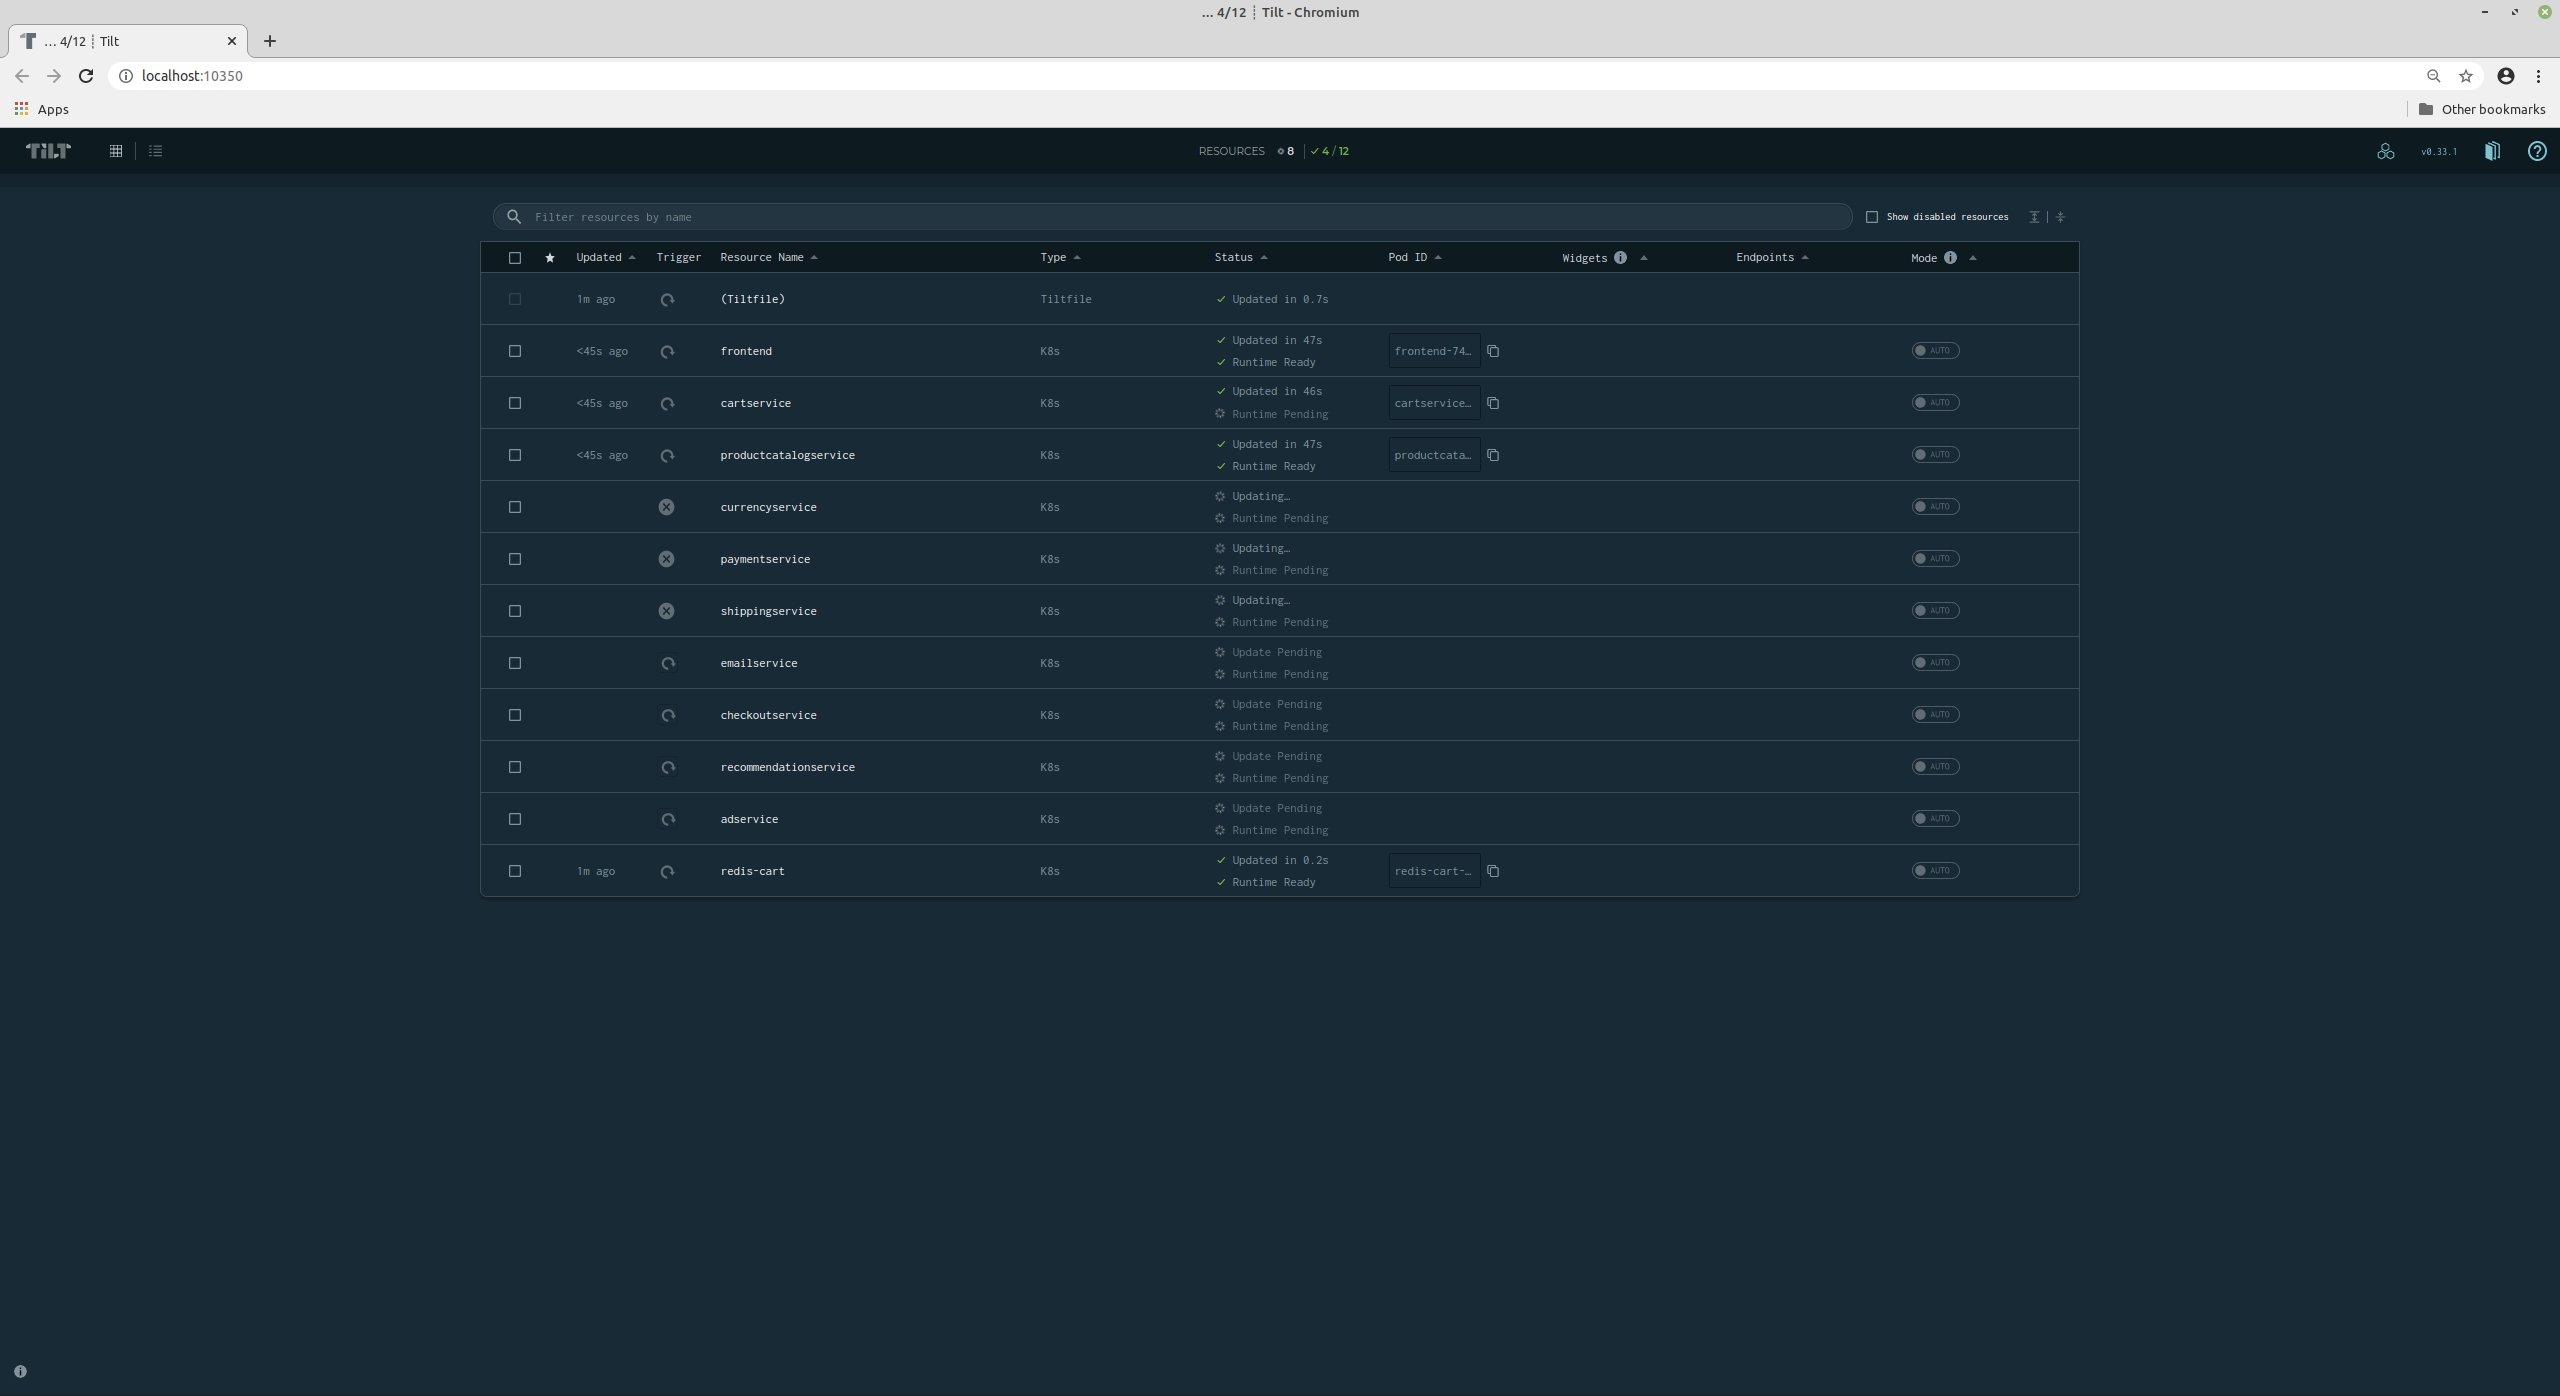 ... 4/12 ┊ Tilt - Chromium
... 4/12 ┊ Tilt
localhost:10350
Apps
Other bookmarks
TILT
RESOURCES 8 4 / 12
v0.33.1
Filter resources by name
Show disabled resources
Updated Trigger Resource Name Type Status Pod ID Widgets Endpoints Mode
1m ago (Tiltfile) Tiltfile Updated in 0.7s
<45s ago frontend K8s Updated in 47s
Runtime Ready
frontend-74… AUTO
<45s ago cartservice K8s Updated in 46s
Runtime Pending
cartservice… AUTO
<45s ago productcatalogservice K8s Updated in 47s
Runtime Ready
productcata… AUTO
currencyservice K8s Updating…
Runtime Pending
AUTO
paymentservice K8s Updating…
Runtime Pending
AUTO
shippingservice K8s Updating…
Runtime Pending
AUTO
emailservice K8s Update Pending
Runtime Pending
AUTO
checkoutservice K8s Update Pending
Runtime Pending
AUTO
recommendationservice K8s Update Pending
Runtime Pending
AUTO
adservice K8s Update Pending
Runtime Pending
AUTO
1m ago redis-cart K8s Updated in 0.2s
Runtime Ready
redis-cart-… AUTO